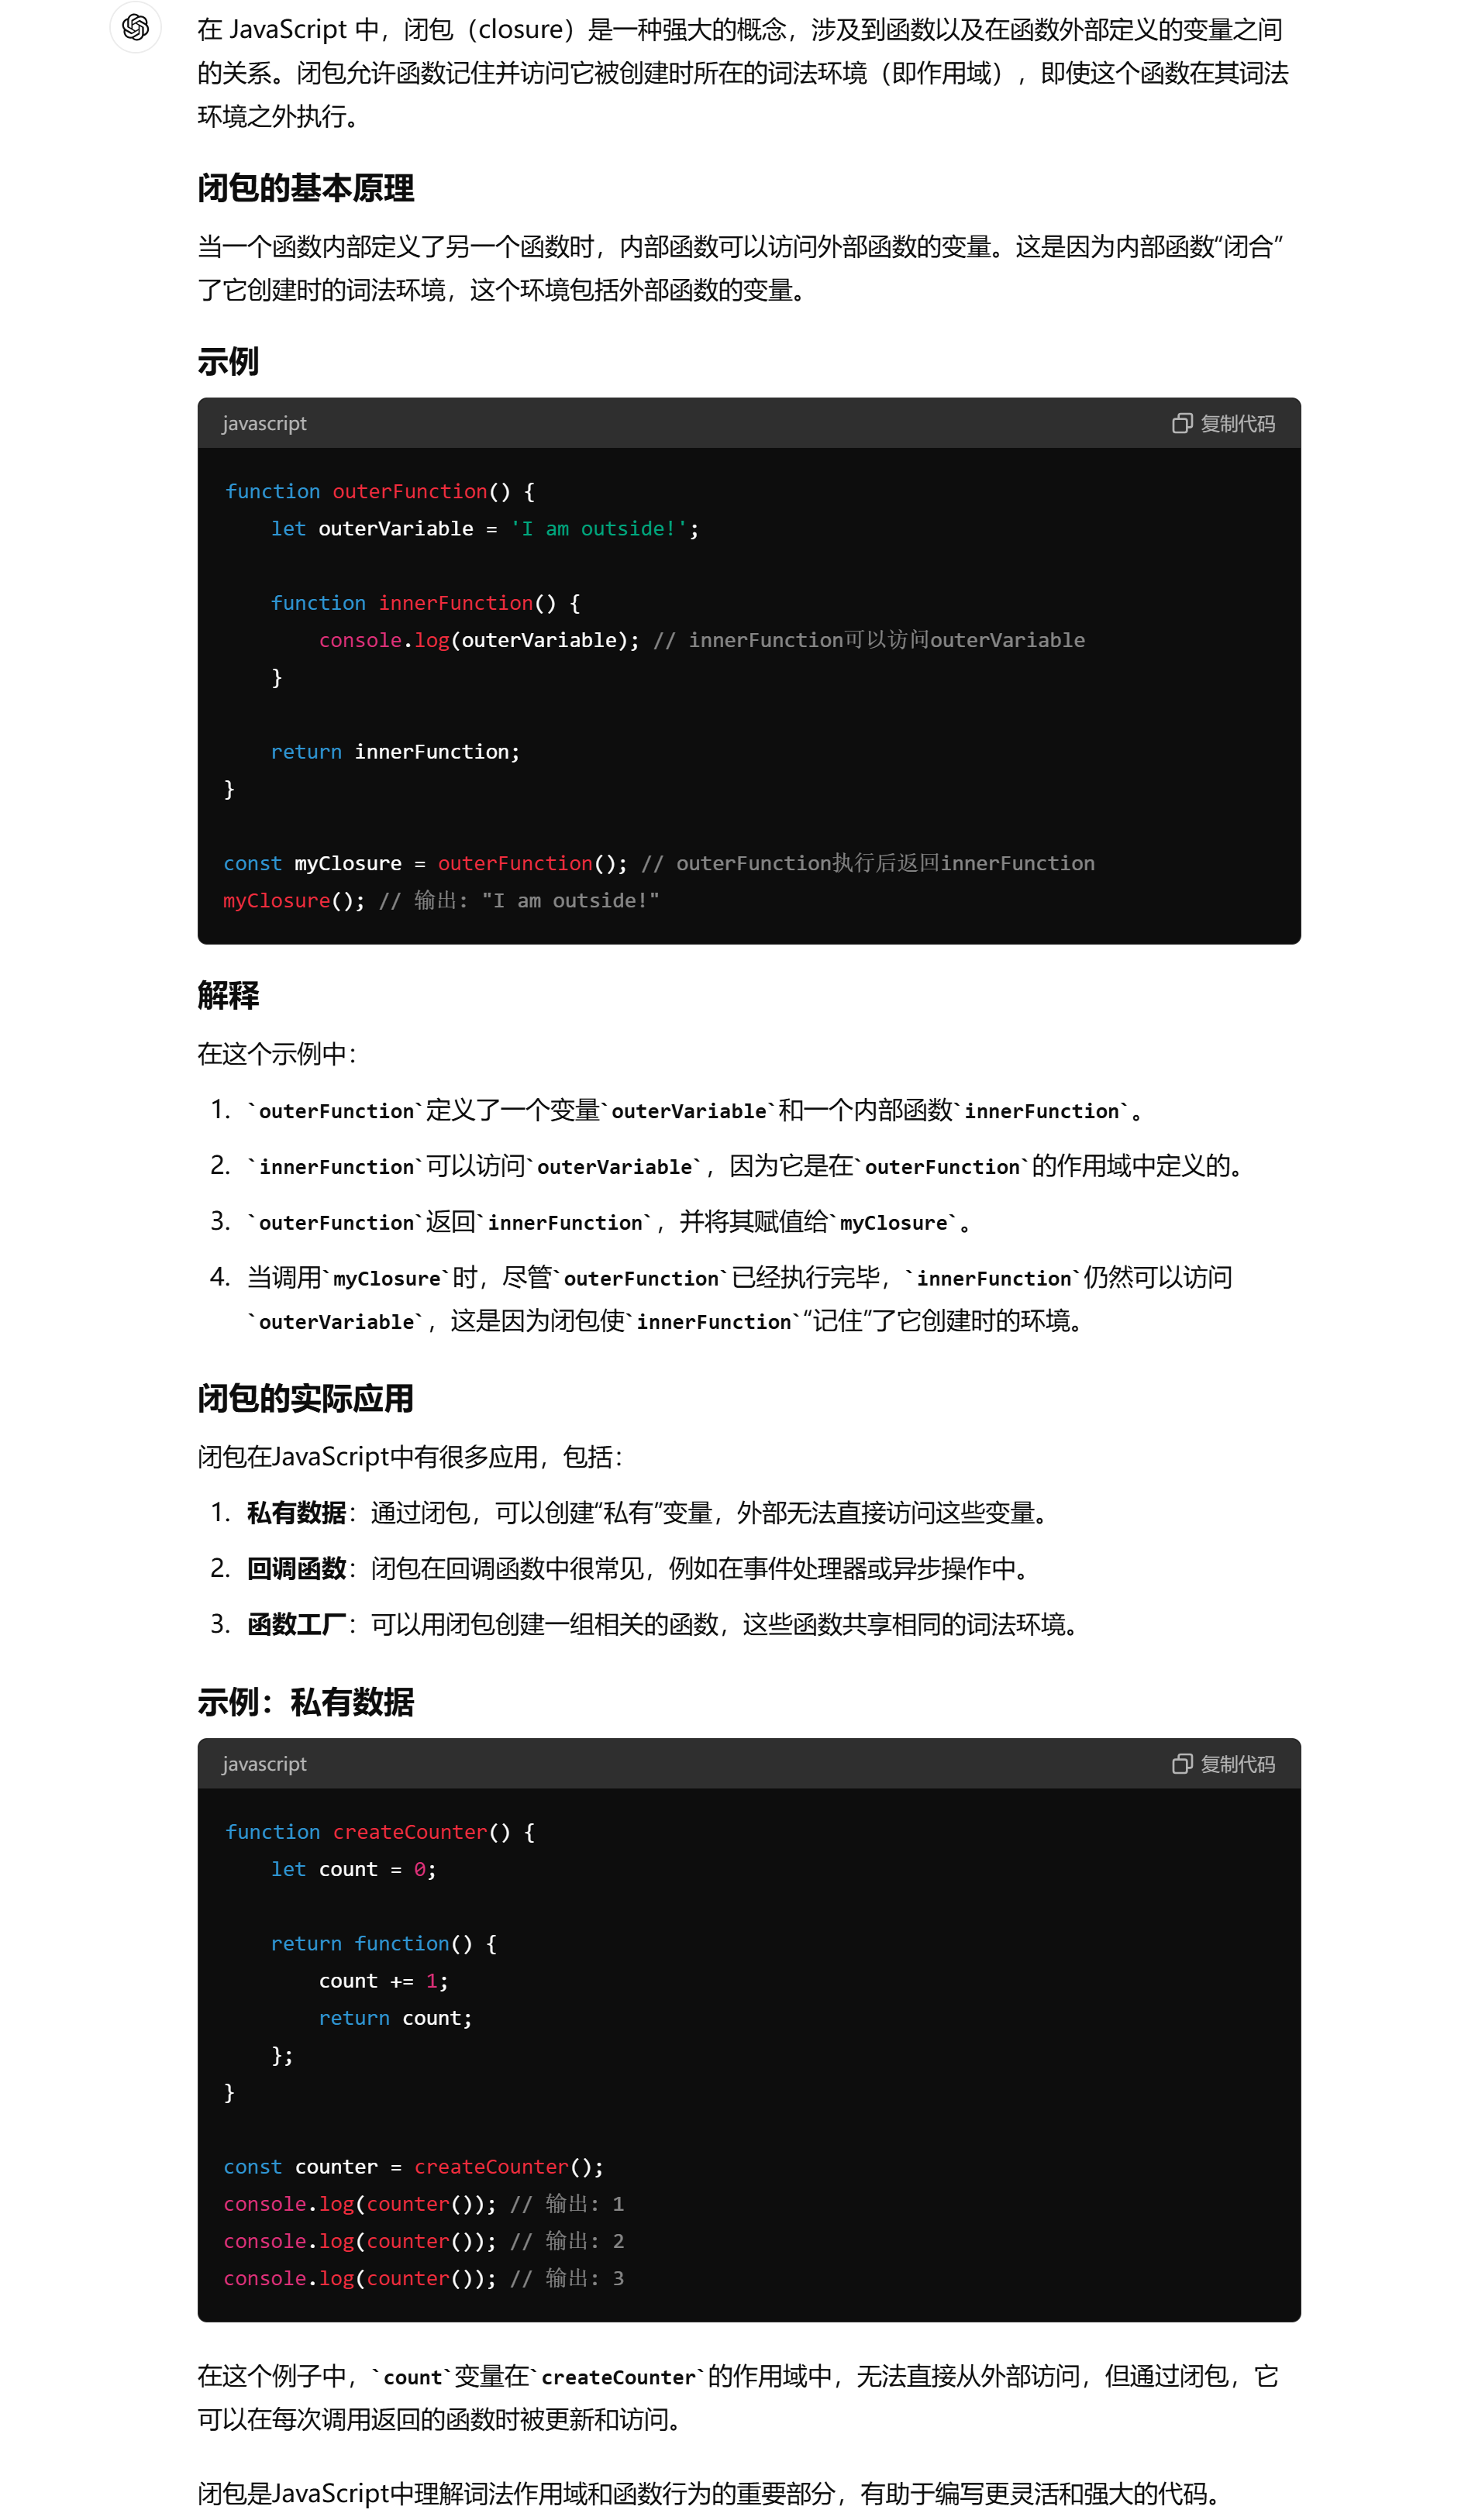 在 JavaScript 中，闭包（closure）是一种强大的概念，涉及到函数以及在函数外部定义的变量之间
的关系。闭包允许函数记住并访问它被创建时所在的词法环境（即作用域），即使这个函数在其词法
环境之外执行。
闭包的基本原理
当一个函数内部定义了另一个函数时，内部函数可以访问外部函数的变量。这是因为内部函数“闭合”
了它创建时的词法环境，这个环境包括外部函数的变量。
示例
javascript 复制代码
function outerFunction() {
    let outerVariable = 'I am outside!';
    function innerFunction() {
        console.log(outerVariable); // innerFunction可以访问outerVariable
    }
    return innerFunction;
}
const myClosure = outerFunction(); // outerFunction执行后返回innerFunction
myClosure(); // 输出: "I am outside!"
解释
在这个示例中：
1. `outerFunction`定义了一个变量`outerVariable`和一个内部函数`innerFunction`。
2. `innerFunction`可以访问`outerVariable`，因为它是在`outerFunction`的作用域中定义的。
3. `outerFunction`返回`innerFunction`，并将其赋值给`myClosure`。
4. 当调用`myClosure`时，尽管`outerFunction`已经执行完毕，`innerFunction`仍然可以访问
`outerVariable`，这是因为闭包使`innerFunction`“记住”了它创建时的环境。
闭包的实际应用
闭包在JavaScript中有很多应用，包括：
1. 私有数据：通过闭包，可以创建“私有”变量，外部无法直接访问这些变量。
2. 回调函数：闭包在回调函数中很常见，例如在事件处理器或异步操作中。
3. 函数工厂：可以用闭包创建一组相关的函数，这些函数共享相同的词法环境。
示例：私有数据
javascript 复制代码
function createCounter() {
    let count = 0;
    return function() {
        count += 1;
        return count;
    };
}
const counter = createCounter();
console.log(counter()); // 输出: 1
console.log(counter()); // 输出: 2
console.log(counter()); // 输出: 3
在这个例子中，`count`变量在`createCounter`的作用域中，无法直接从外部访问，但通过闭包，它
可以在每次调用返回的函数时被更新和访问。
闭包是JavaScript中理解词法作用域和函数行为的重要部分，有助于编写更灵活和强大的代码。